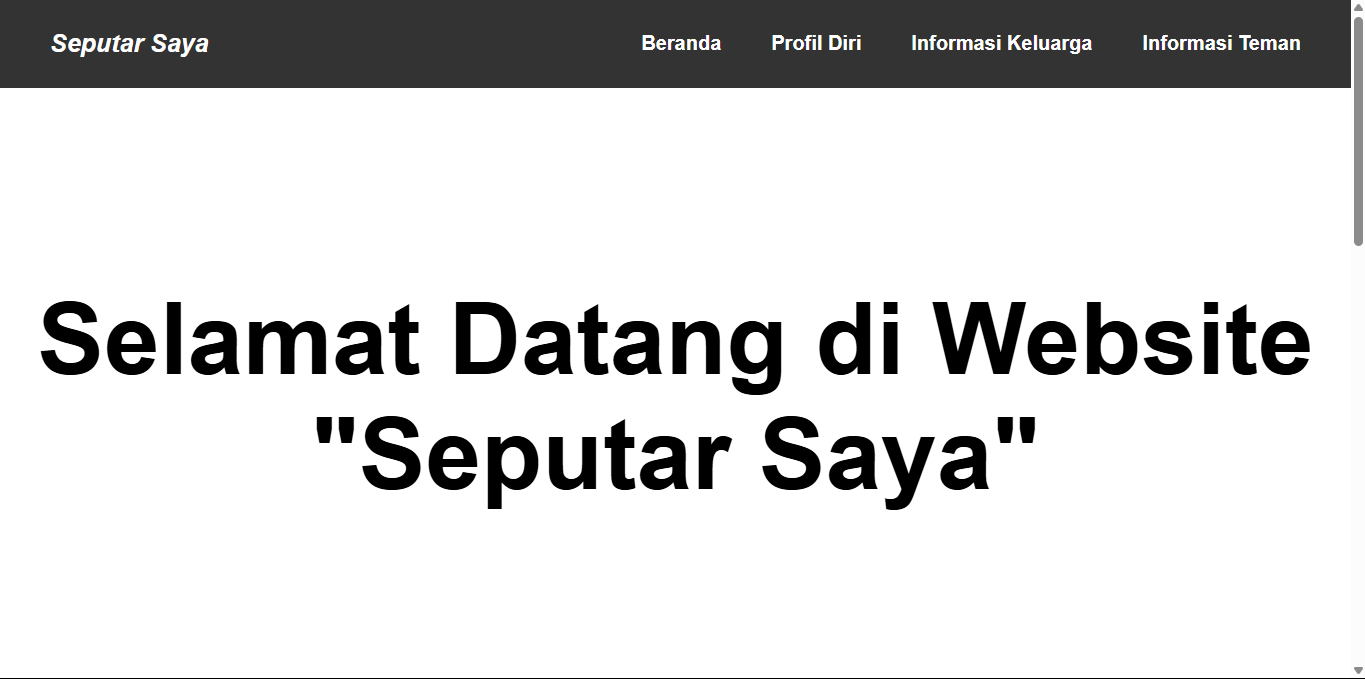 Seputar Saya
Beranda
Profil Diri
Informasi Keluarga
Informasi Teman
Selamat Datang di Website
"Seputar Saya"